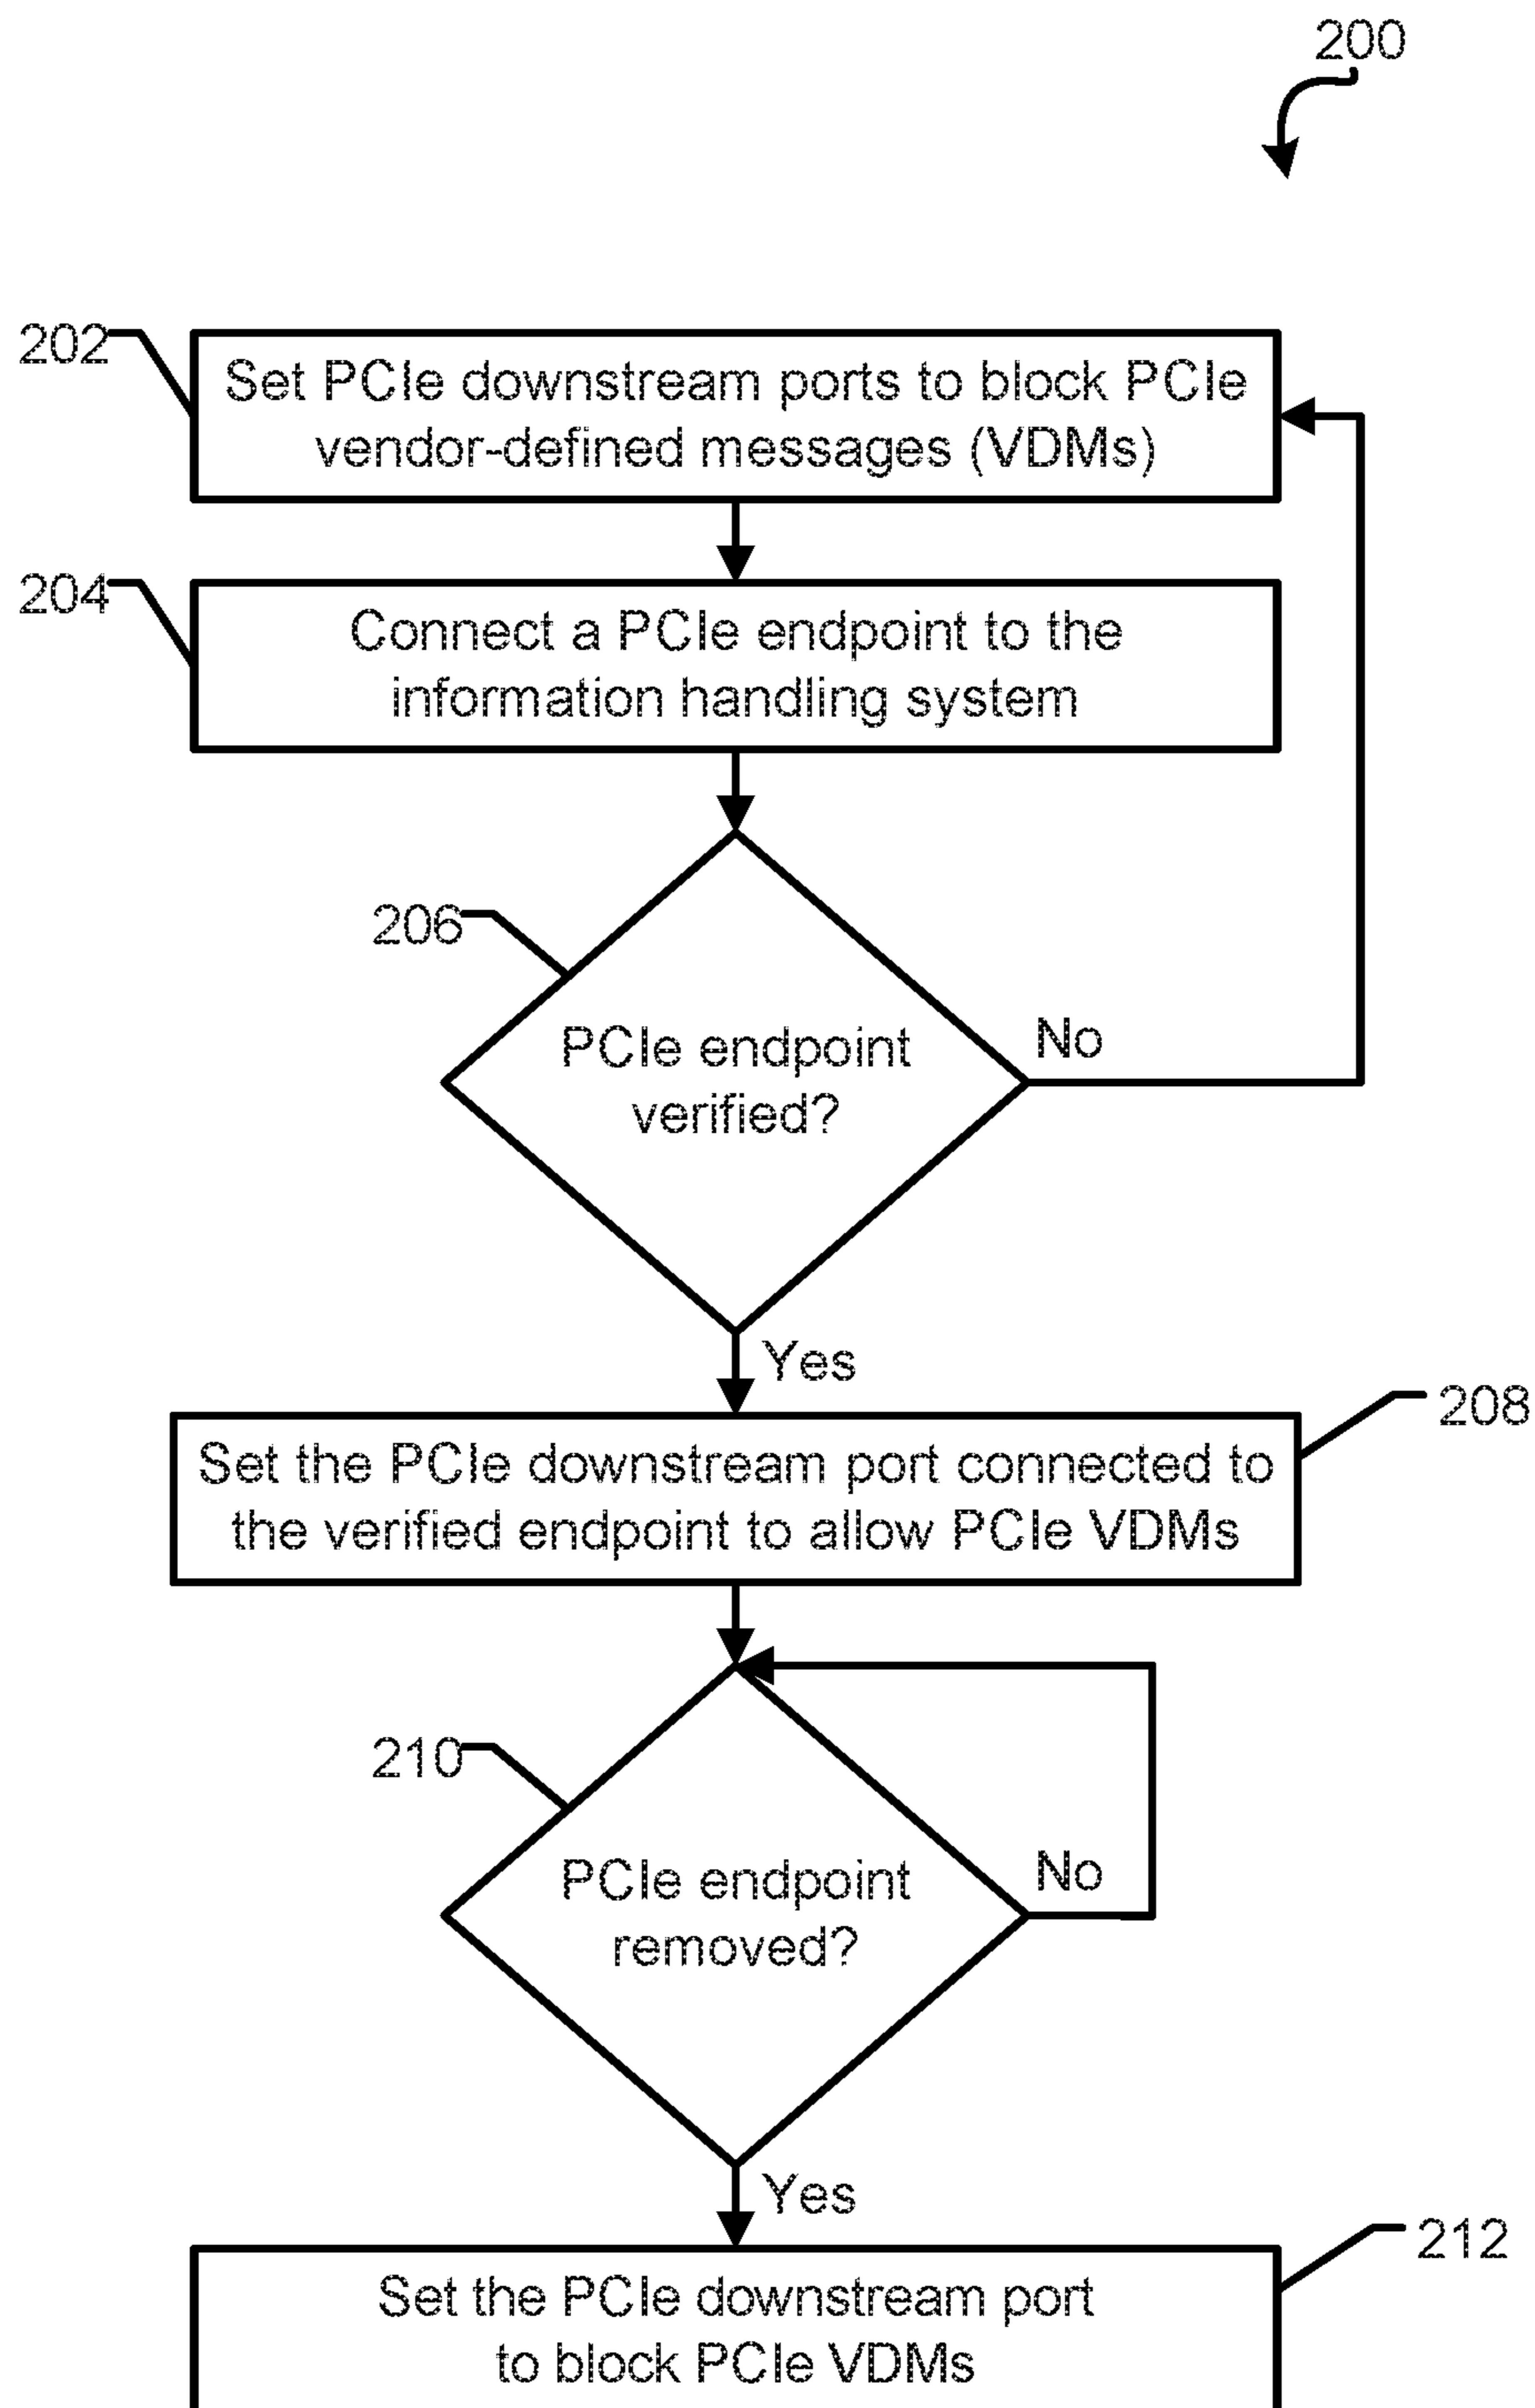 200
202
Set PCIe downstream ports to block PCIe
vendor-defined messages (VDMs)
204
Connect a PCIe endpoint to the
information handling system
206
PCIe endpoint
verified?
No
Yes
208
Set the PCIe downstream port connected to
the verified endpoint to allow PCIe VDMs
210
PCIe endpoint
removed?
No
Yes
212
Set the PCIe downstream port
to block PCIe VDMs